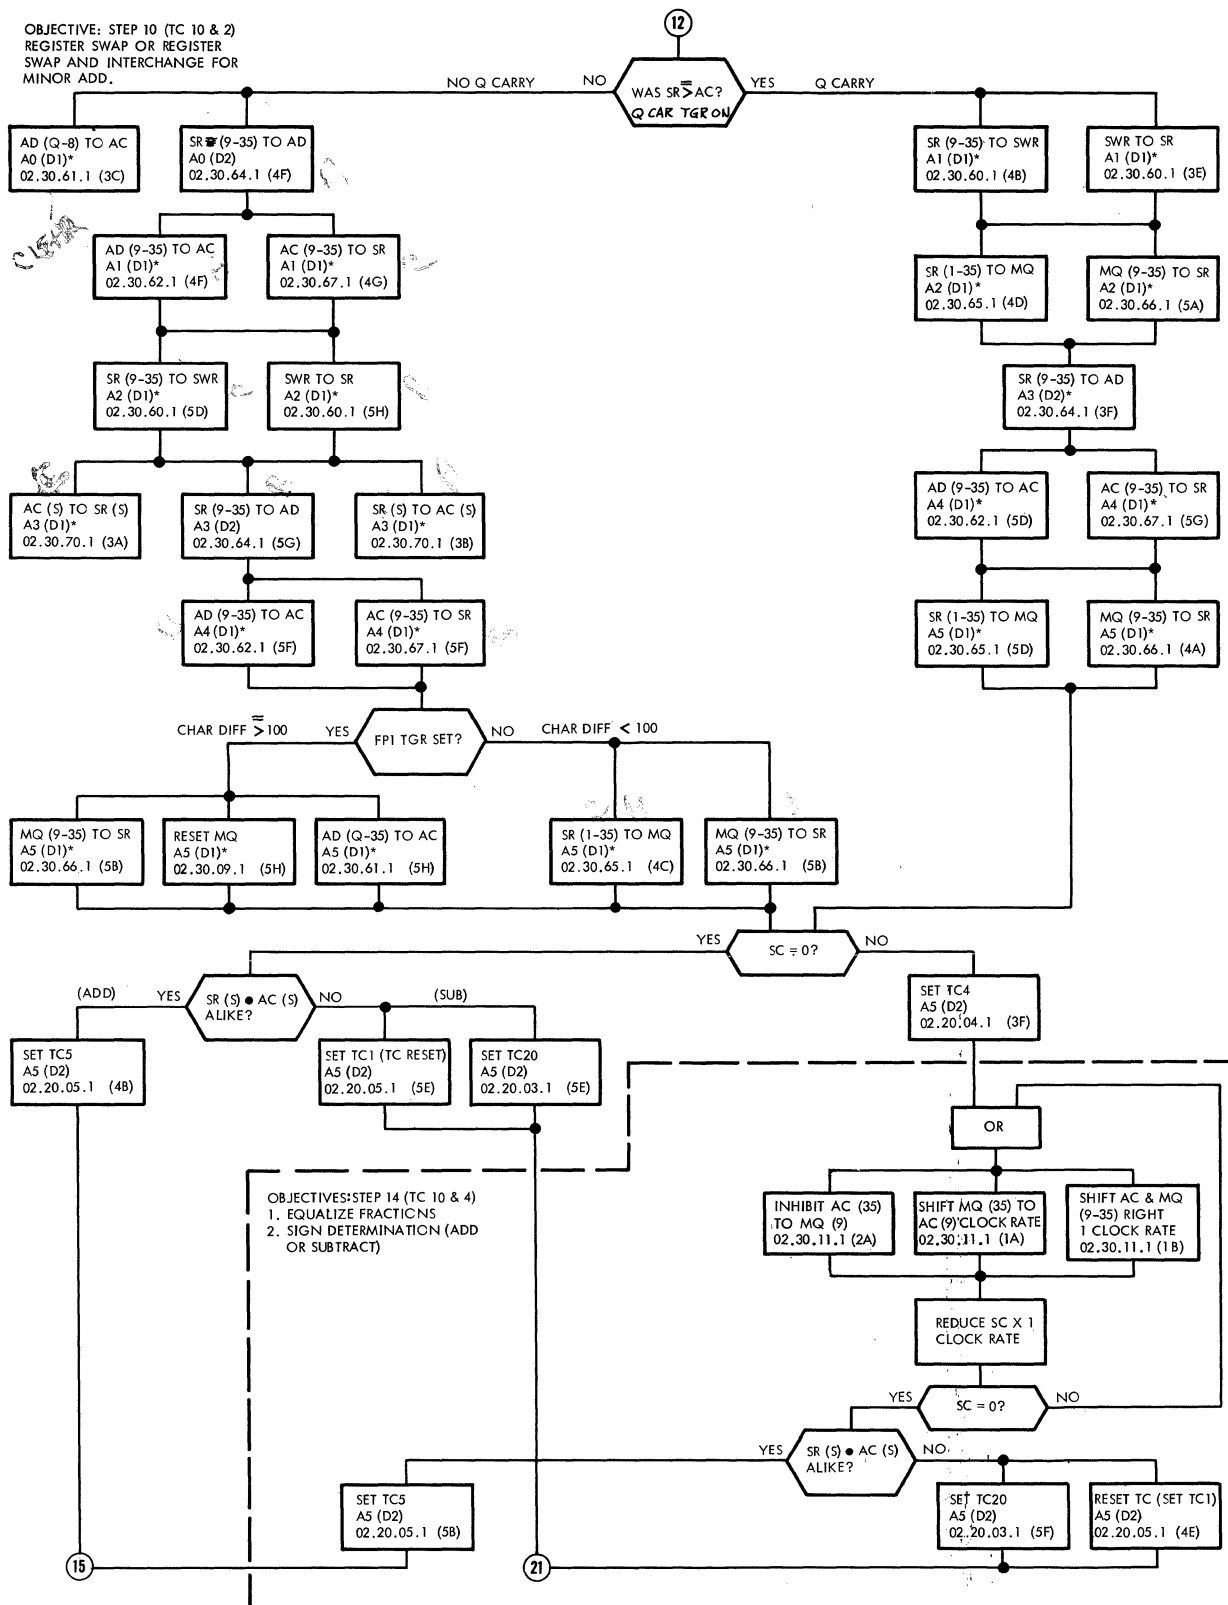 OBJECTIVE: STEP 10 (TC 10 & 2)
REGISTER SWAP OR REGISTER
SWAP AND INTERCHANGE FOR
MINOR ADD.
12
NO Q CARRY
NO
WAS SR ≧ AC?
Q CAR TGR ON
YES
Q CARRY
AD (Q-8) TO AC
A0 (D1)*
02.30.61.1 (3C)
SR (9-35) TO AD
A0 (D2)
02.30.64.1 (4F)
SR (9-35) TO SWR
A1 (D1)*
02.30.60.1 (4B)
SWR TO SR
A1 (D1)*
02.30.60.1 (3E)
CLEAR
AD (9-35) TO AC
A1 (D1)*
02.30.62.1 (4F)
AC (9-35) TO SR
A1 (D1)*
02.30.67.1 (4G)
SR (1-35) TO MQ
A2 (D1)*
02.30.65.1 (4D)
MQ (9-35) TO SR
A2 (D1)*
02.30.66.1 (5A)
SR (9-35) TO SWR
A2 (D1)*
02.30.60.1 (5D)
SWR TO SR
A2 (D1)*
02.30.60.1 (5H)
SR (9-35) TO AD
A3 (D2)*
02.30.64.1 (3F)
AC (S) TO SR (S)
A3 (D1)*
02.30.70.1 (3A)
SR (9-35) TO AD
A3 (D2)
02.30.64.1 (5G)
SR (S) TO AC (S)
A3 (D1)*
02.30.70.1 (3B)
AD (9-35) TO AC
A4 (D1)*
02.30.62.1 (5D)
AC (9-35) TO SR
A4 (D1)*
02.30.67.1 (5G)
AD (9-35) TO AC
A4 (D1)*
02.30.62.1 (5F)
AC (9-35) TO SR
A4 (D1)*
02.30.67.1 (5F)
SR (1-35) TO MQ
A5 (D1)*
02.30.65.1 (5D)
MQ (9-35) TO SR
A5 (D1)*
02.30.66.1 (4A)
CHAR DIFF ≧ 100
YES
FP1 TGR SET?
NO
CHAR DIFF < 100
MQ (9-35) TO SR
A5 (D1)*
02.30.66.1 (5B)
RESET MQ
A5 (D1)*
02.30.09.1 (5H)
AD (Q-35) TO AC
A5 (D1)*
02.30.61.1 (5H)
SR (1-35) TO MQ
A5 (D1)*
02.30.65.1 (4C)
MQ (9-35) TO SR
A5 (D1)*
02.30.66.1 (5B)
YES
SC = 0?
NO
(ADD)
YES
SR (S) ● AC (S)
ALIKE?
NO
(SUB)
SET TC4
A5 (D2)
02.20.04.1 (3F)
SET TC5
A5 (D2)
02.20.05.1 (4B)
SET TC1 (TC RESET)
A5 (D2)
02.20.05.1 (5E)
SET TC20
A5 (D2)
02.20.03.1 (5E)
OR
OBJECTIVES: STEP 14 (TC 10 & 4)
1. EQUALIZE FRACTIONS
2. SIGN DETERMINATION (ADD
OR SUBTRACT)
INHIBIT AC (35)
TO MQ (9)
02.30.11.1 (2A)
SHIFT MQ (35) TO
AC (9) CLOCK RATE
02.30.11.1 (1A)
SHIFT AC & MQ
(9-35) RIGHT
1 CLOCK RATE
02.30.11.1 (1B)
REDUCE SC X 1
CLOCK RATE
YES
SC = 0?
NO
YES
SR (S) ● AC (S)
ALIKE?
NO
SET TC5
A5 (D2)
02.20.05.1 (5B)
SET TC20
A5 (D2)
02.20.03.1 (5F)
RESET TC (SET TC1)
A5 (D2)
02.20.05.1 (4E)
15
21